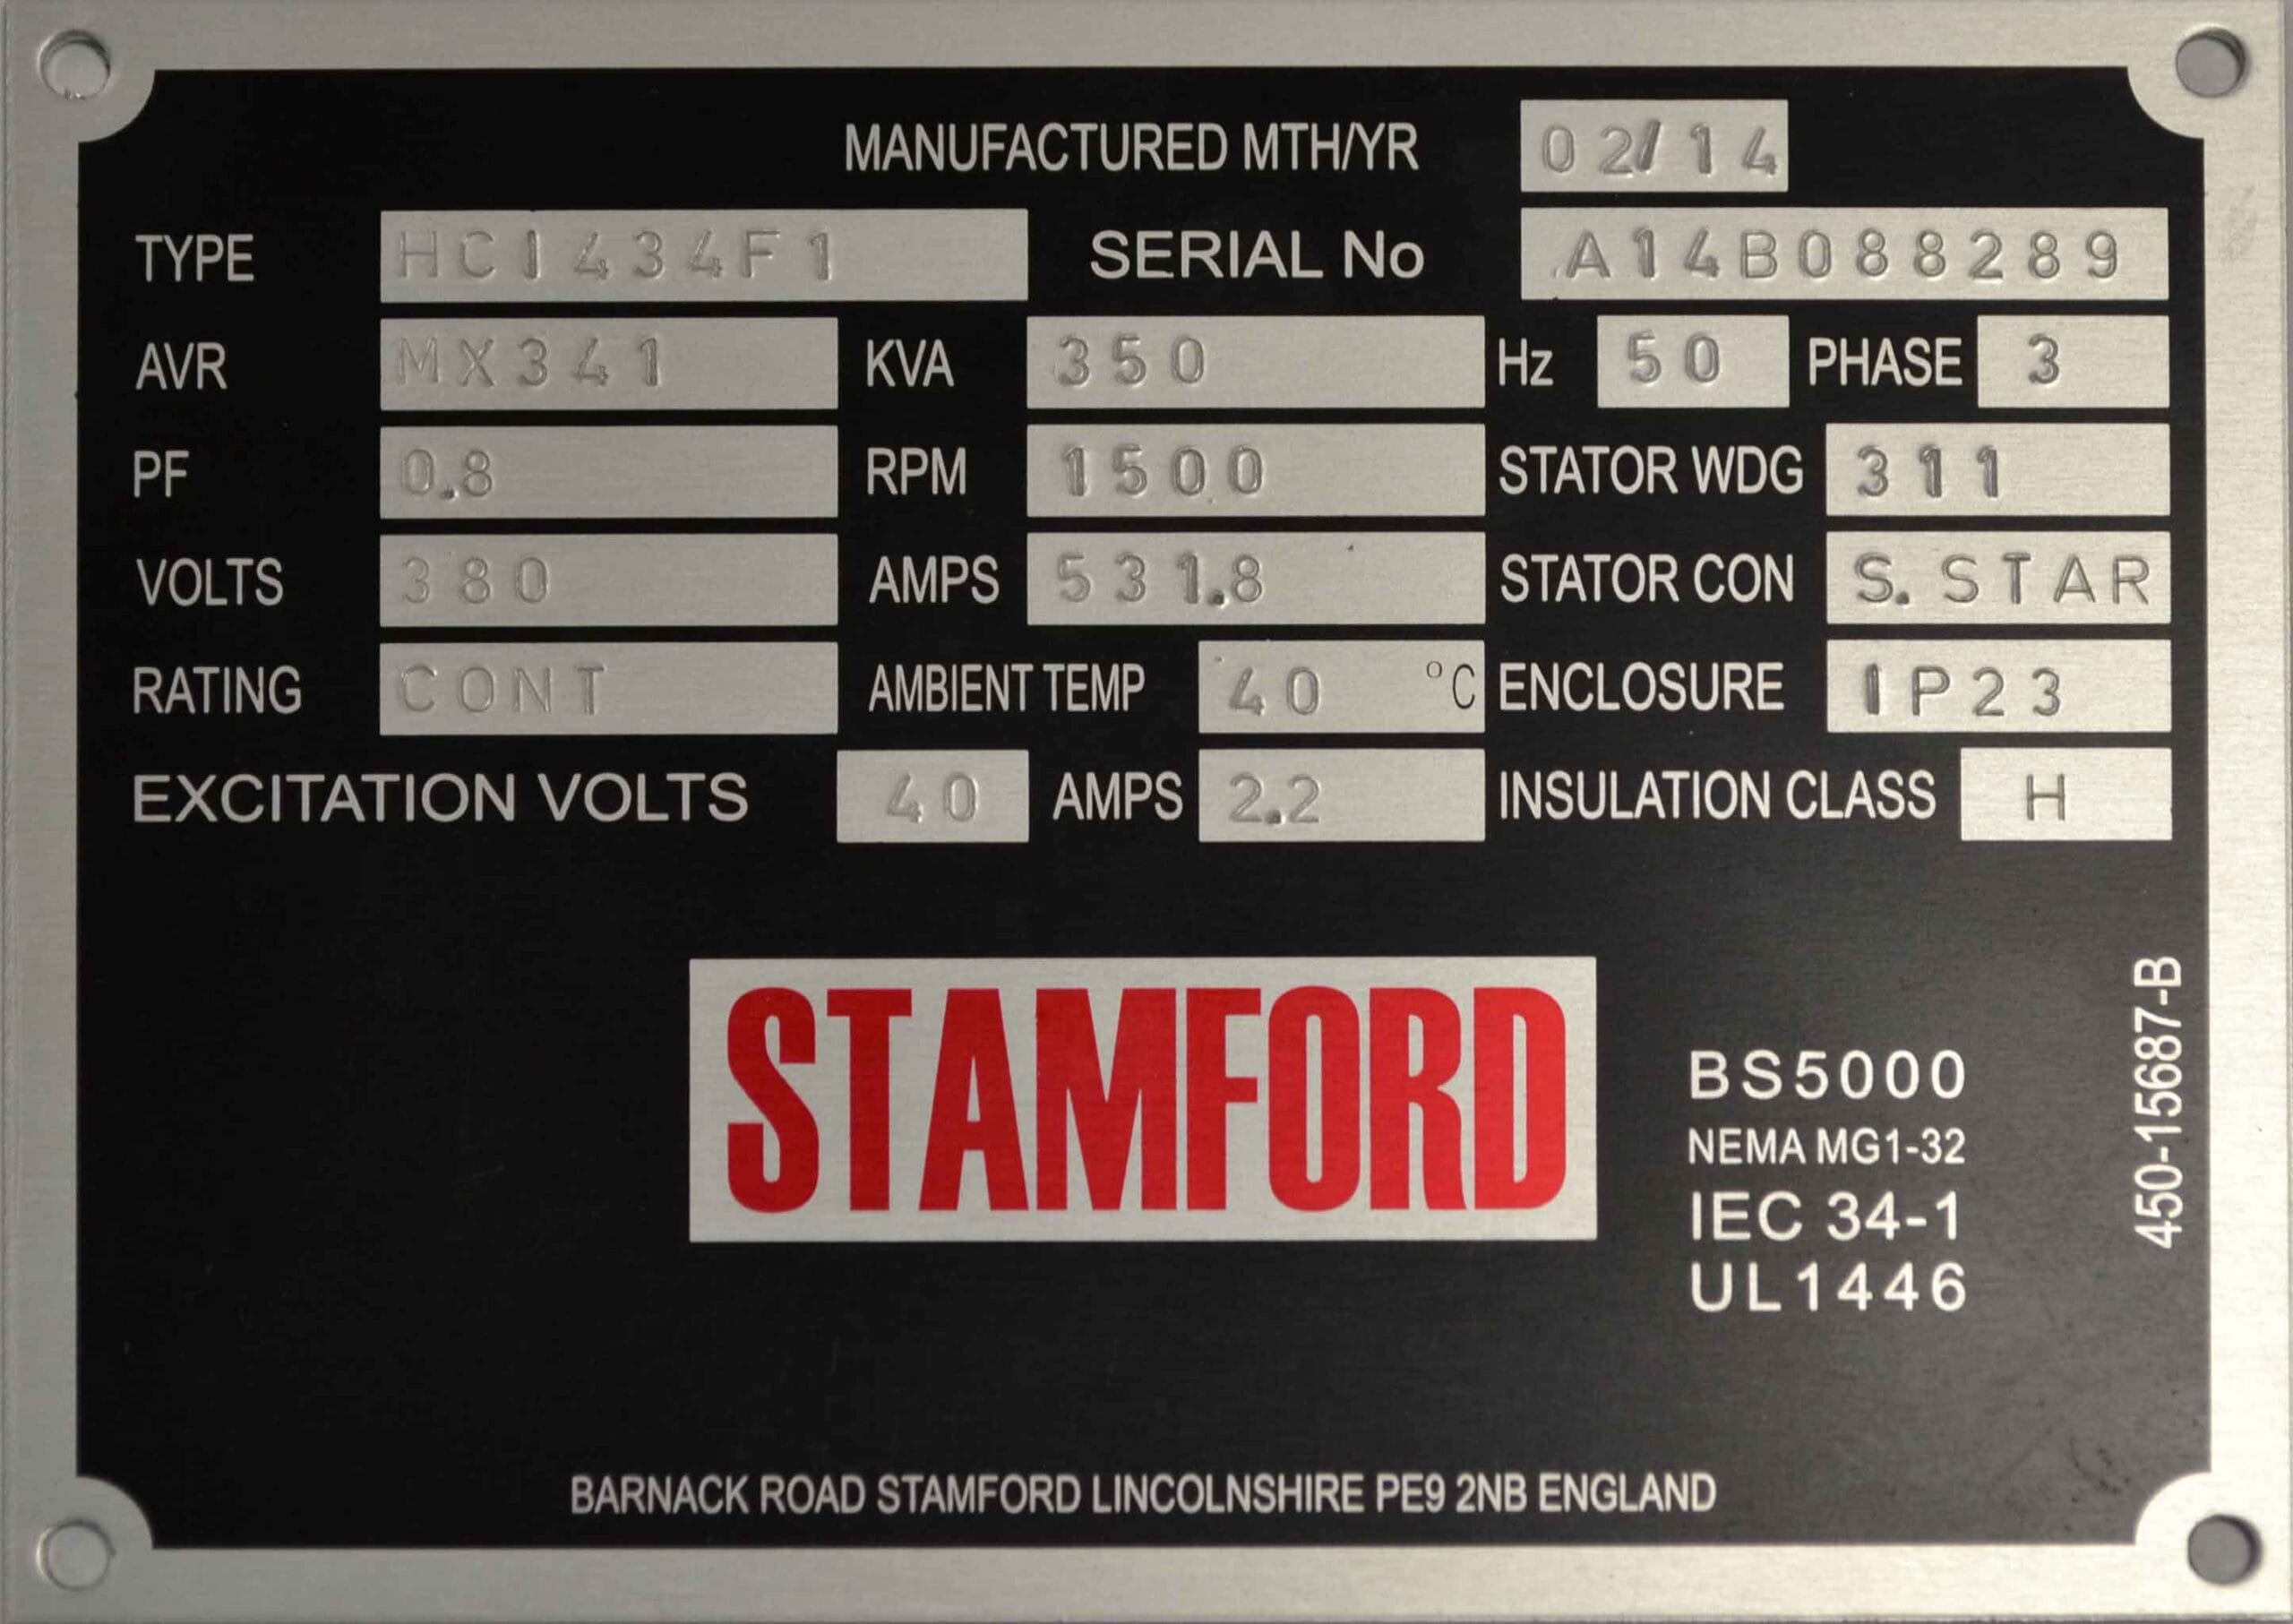 MANUFACTURED MTH/YR 02/14
TYPE HCI434F1 SERIAL No A14B088289
AVR MX341 KVA 350 Hz 50 PHASE 3
PF 0.8 RPM 1500 STATOR WDG 311
VOLTS 380 AMPS 531.8 STATOR CON S.STAR
RATING CONT AMBIENT TEMP 40 °C ENCLOSURE IP23
EXCITATION VOLTS 40 AMPS 2.2 INSULATION CLASS H
STAMFORD
BS5000
NEMA MG1-32
IEC 34-1
UL1446
450-15687-B
BARNACK ROAD STAMFORD LINCOLNSHIRE PE9 2NB ENGLAND